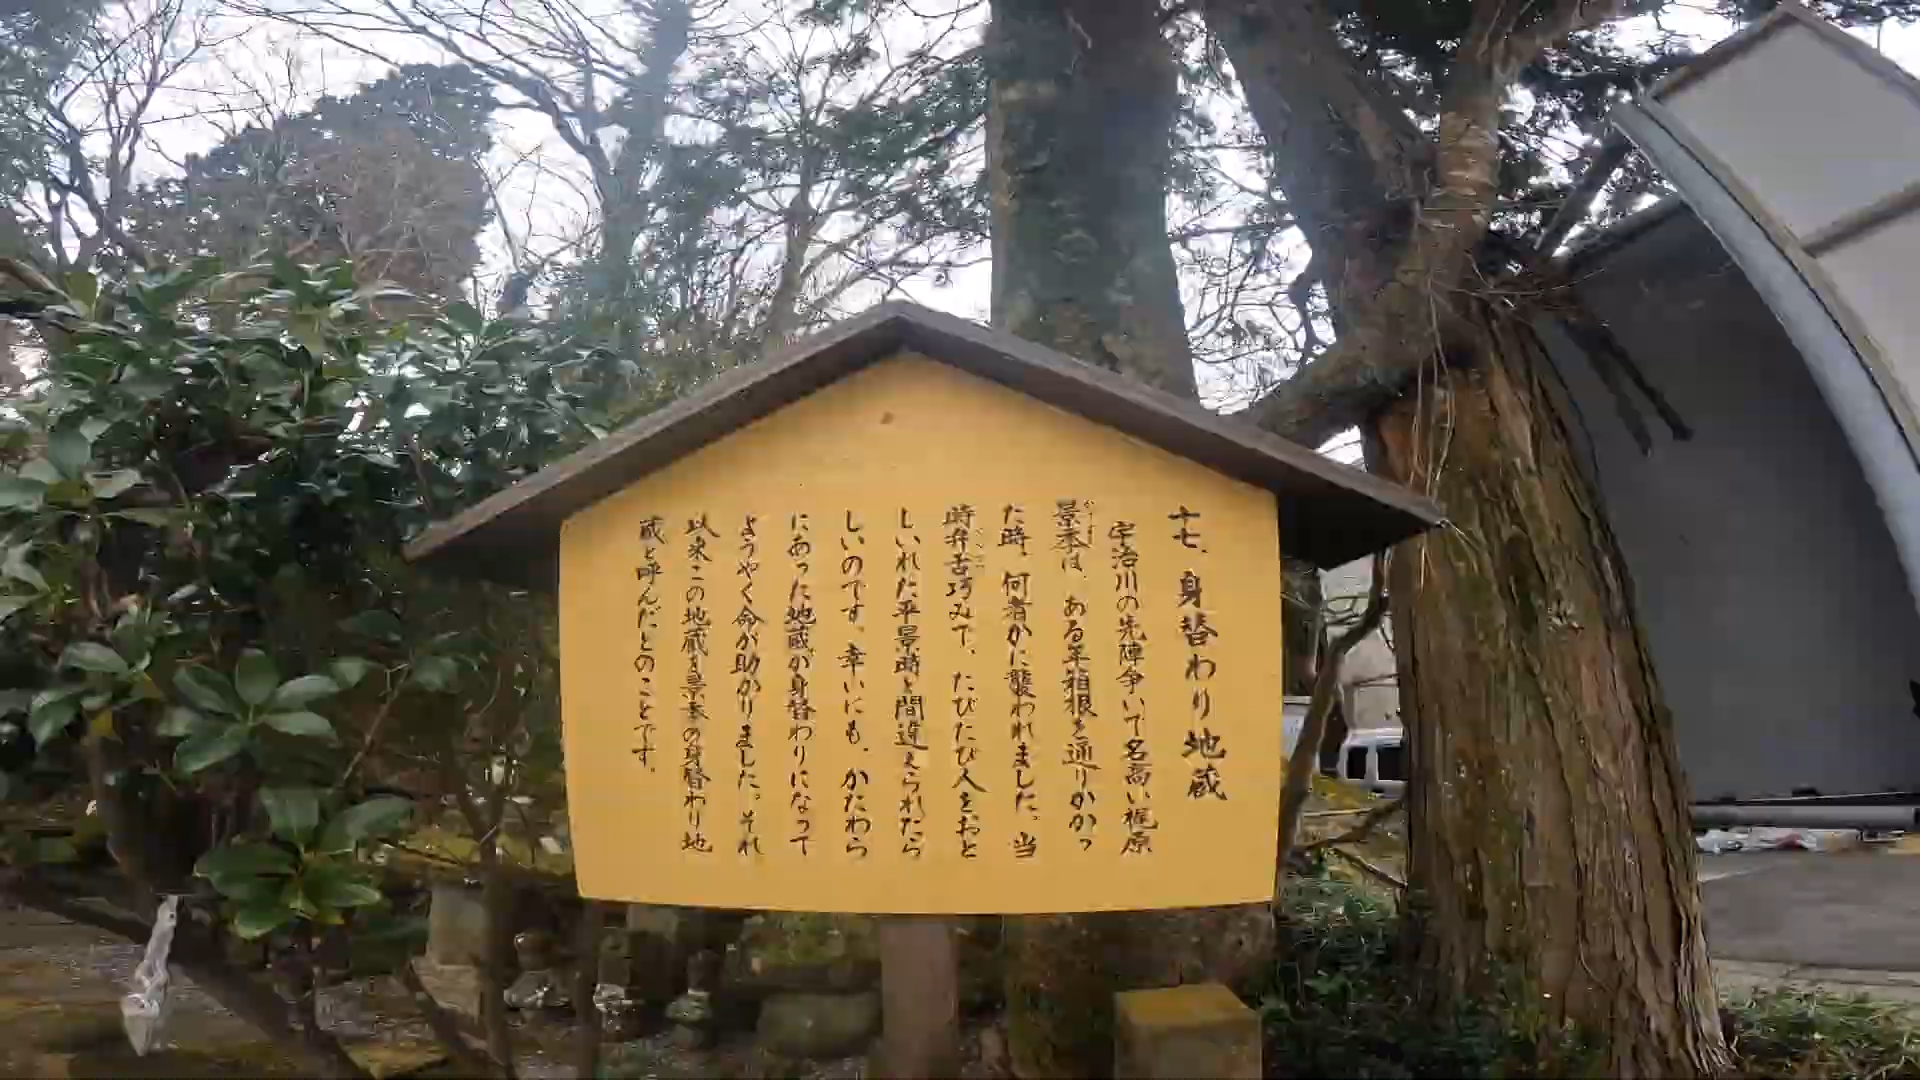 十七、身替わり地蔵
宇治川の先陣争いで名高い梶原
景季は、ある年箱根を通りかかっ
た時、何者かに襲われました。当
時弁舌巧みで、たびたび人をおと
しいれた平景時と間違えられたら
しいのです。幸いにも、かたわら
にあった地蔵が身替わりになって
ようやく命が助かりました。それ
以来この地蔵を景季の身替わり地
蔵と呼んだとのことです。